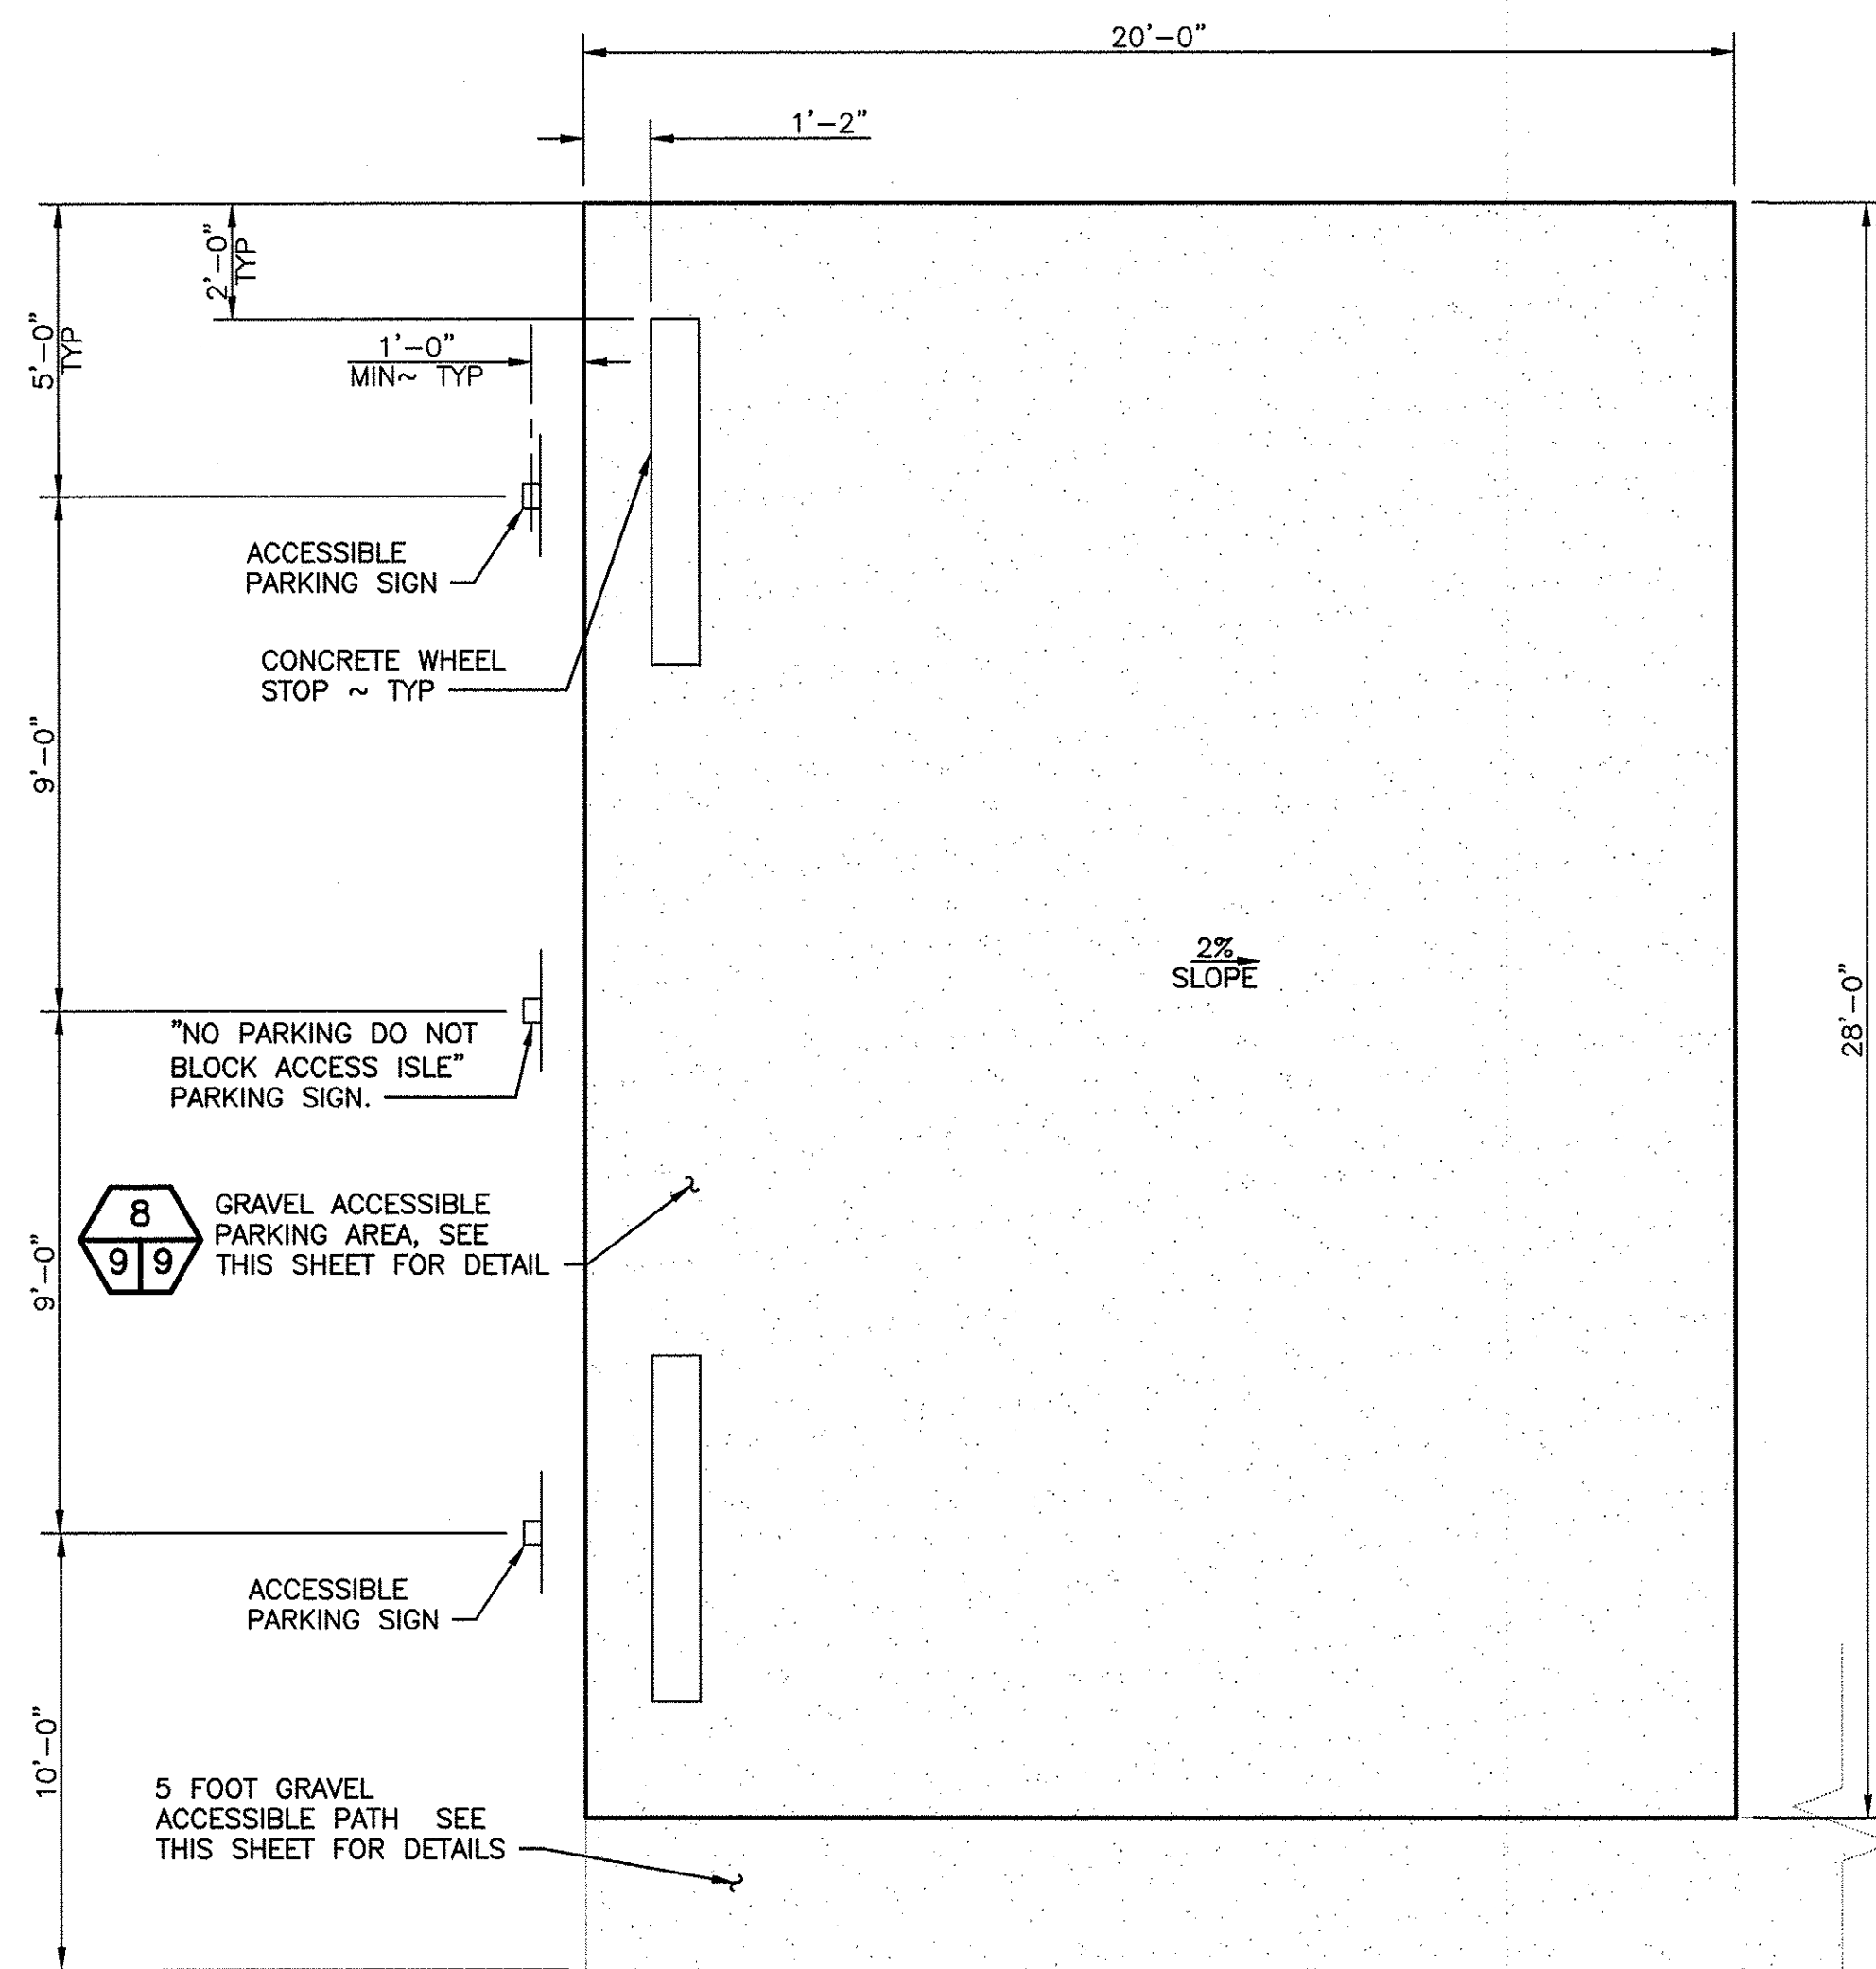 20'-0"
1'-2"
2'-0"
TYP
5'-0"
TYP
1'-0"
MIN~ TYP
ACCESSIBLE
PARKING SIGN
CONCRETE WHEEL
STOP ~ TYP
9'-0"
2%
SLOPE
28'-0"
"NO PARKING DO NOT
BLOCK ACCESS ISLE"
PARKING SIGN.
8
9 9
GRAVEL ACCESSIBLE
PARKING AREA, SEE
THIS SHEET FOR DETAIL
9'-0"
ACCESSIBLE
PARKING SIGN
10'-0"
5 FOOT GRAVEL
ACCESSIBLE PATH SEE
THIS SHEET FOR DETAILS